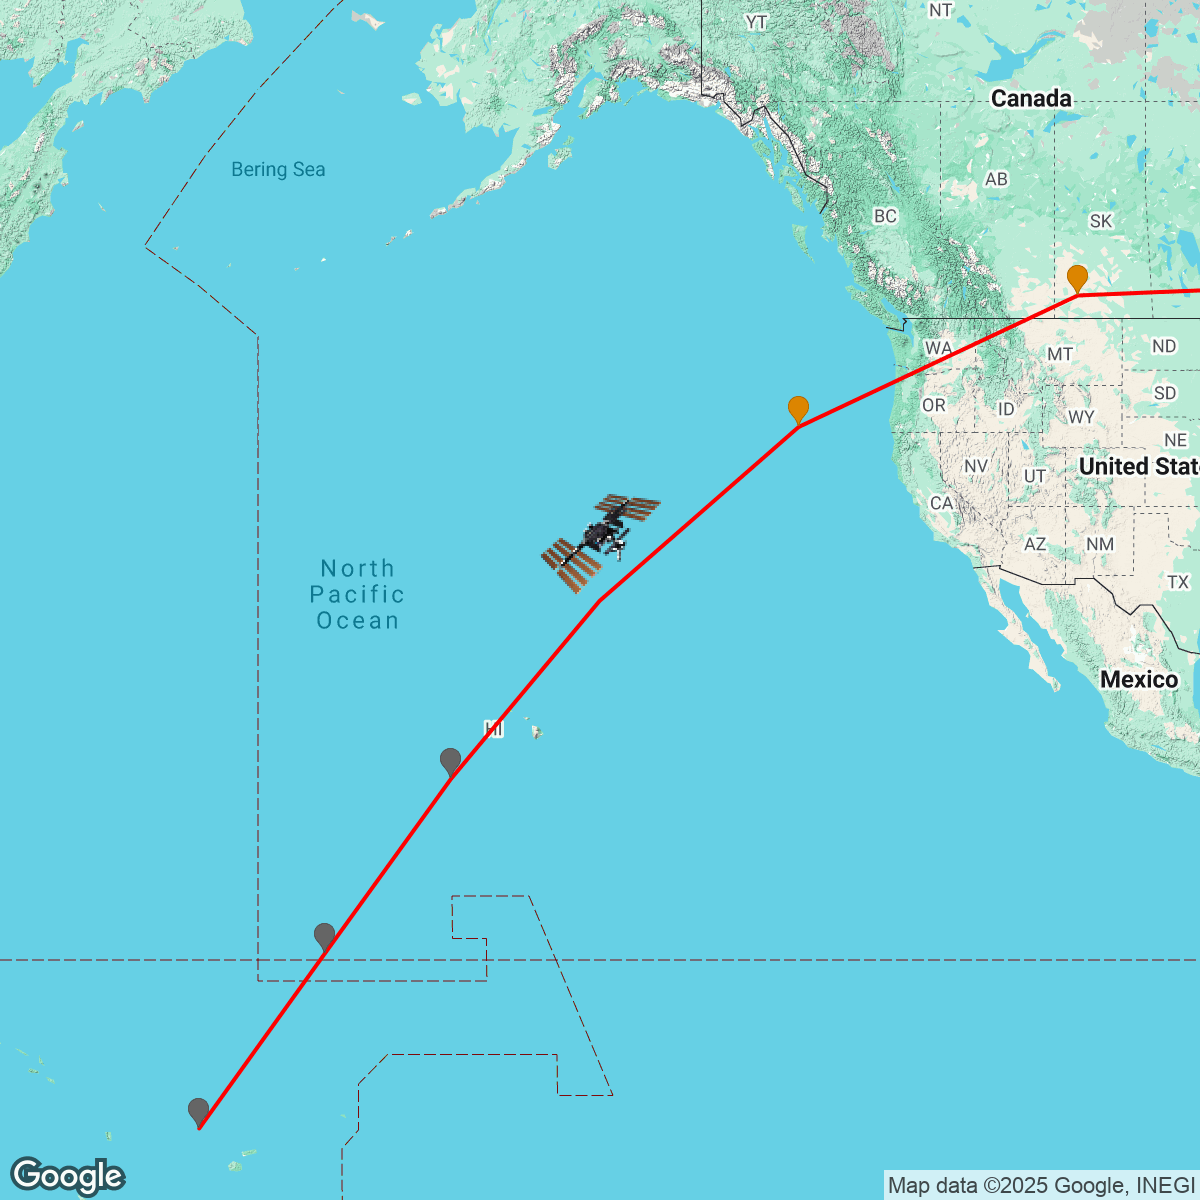 YT
NT
Canada
Bering Sea
AB
BC
SK
WA
MT
ND
OR
ID
SD
WY
NE
NV
UT
United Stat
CA
AZ
NM
TX
North
Pacific
Ocean
Mexico
HI
Google
Map data ©2025 Google, INEGI